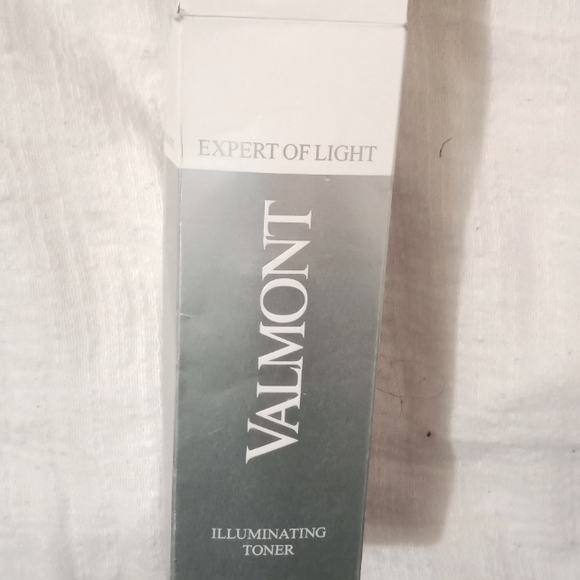 EXPERT OF LIGHT
VALMONT
ILLUMINATING
TONER